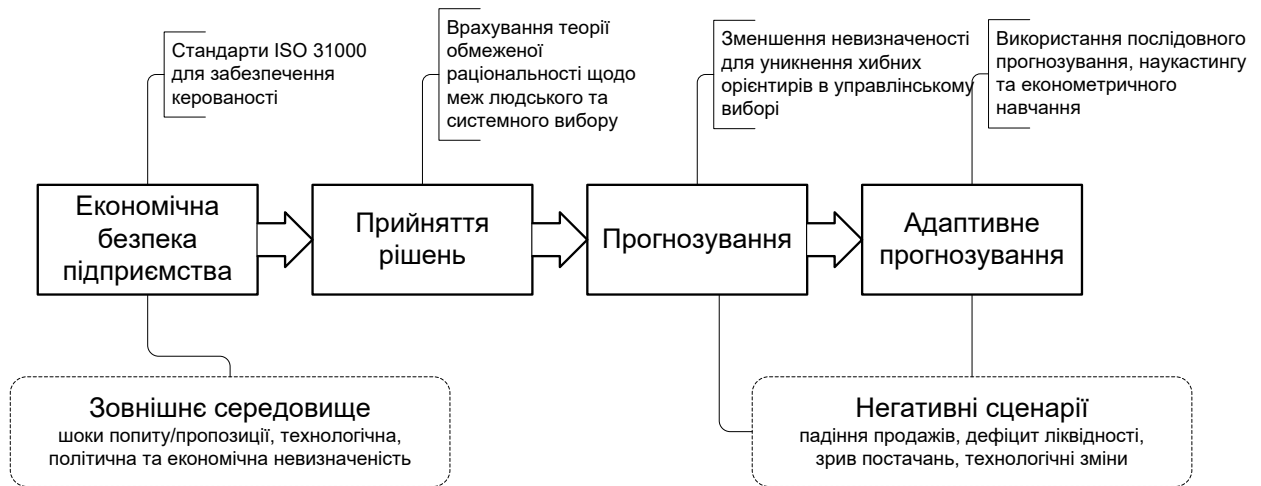 Стандарти ISO 31000
для забезпечення
керованості
Врахування теорії
обмеженої
раціональності щодо
меж людського та
системного вибору
Зменшення невизначеності
для уникнення хибних
орієнтирів в управлінському
виборі
Використання послідовного
прогнозування, наукастингу
та економетричного
навчання
Економічна
безпека
підприємства
Прийняття
рішень
Прогнозування
Адаптивне
прогнозування
Зовнішнє середовище
шоки попиту/пропозиції, технологічна,
політична та економічна невизначеність
Негативні сценарії
падіння продажів, дефіцит ліквідності,
зрив постачань, технологічні зміни